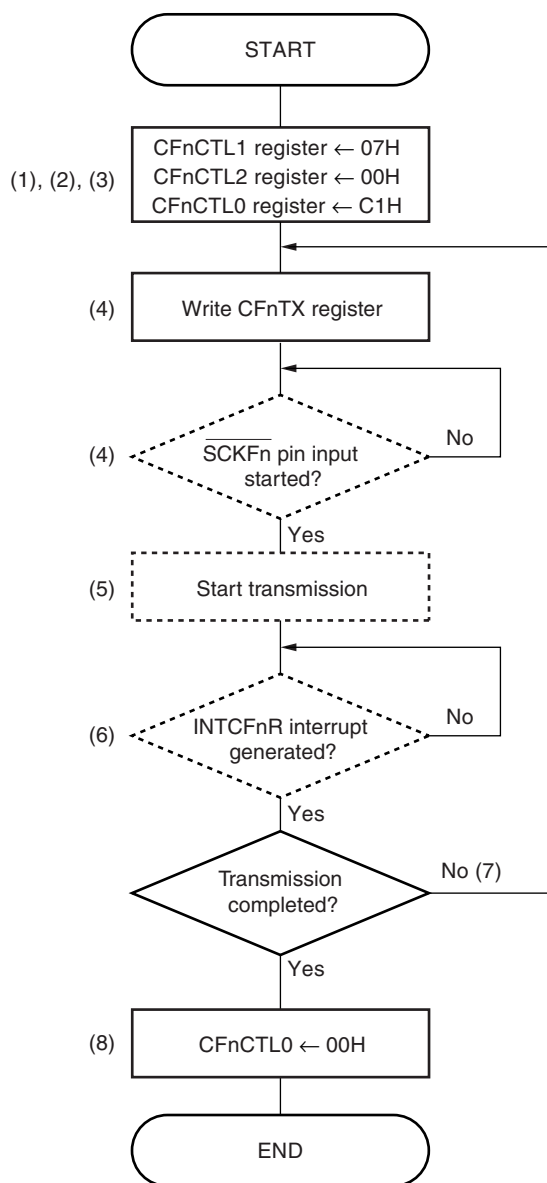 START
(1), (2), (3)
CFnCTL1 register ← 07H
CFnCTL2 register ← 00H
CFnCTL0 register ← C1H
(4)
Write CFnTX register
(4)
SCKFn pin input
started?
No
Yes
(5)
Start transmission
(6)
INTCFnR interrupt
generated?
No
Yes
Transmission
completed?
No (7)
Yes
(8)
CFnCTL0 ← 00H
END